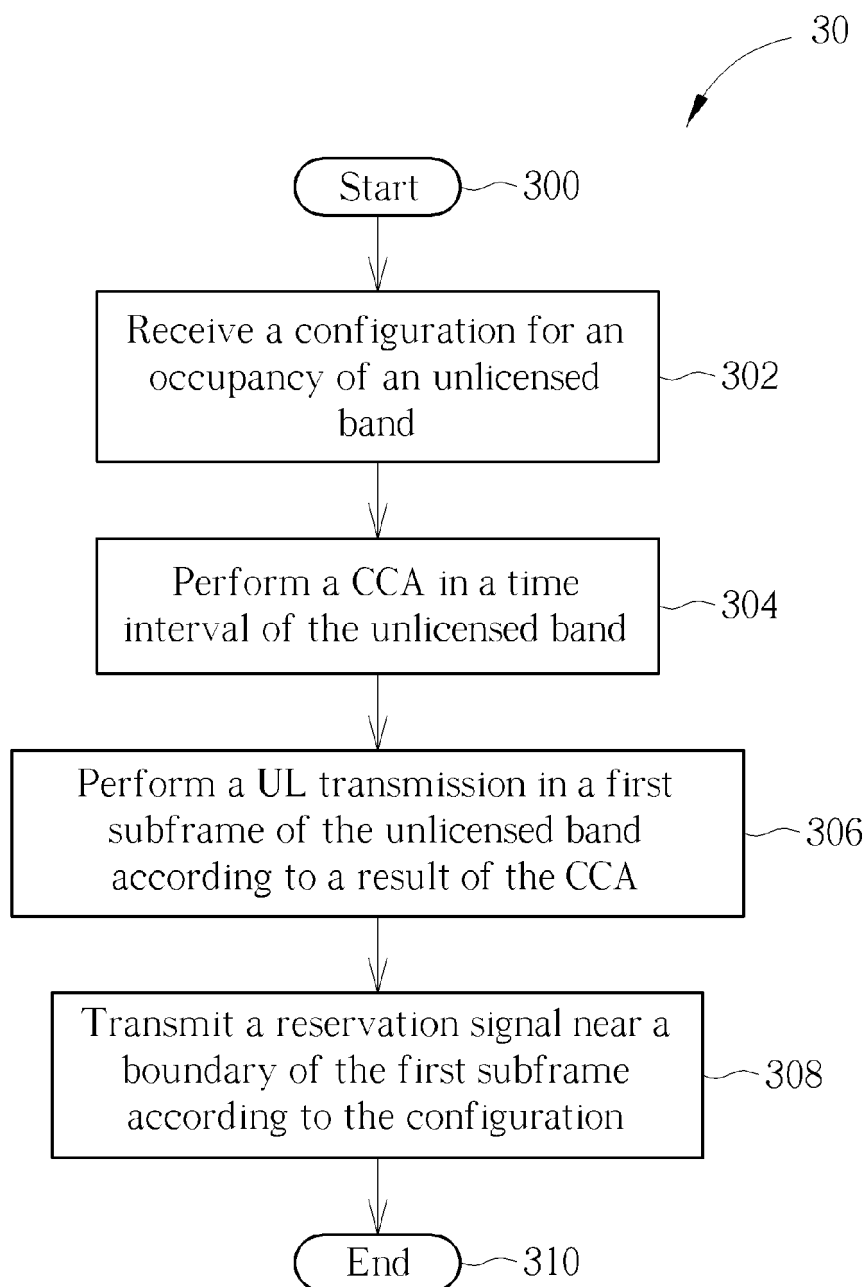 30
Start
300
Receive a configuration for an
occupancy of an unlicensed
band
302
Perform a CCA in a time
interval of the unlicensed band
304
Perform a UL transmission in a first
subframe of the unlicensed band
according to a result of the CCA
306
Transmit a reservation signal near a
boundary of the first subframe
according to the configuration
308
End
310